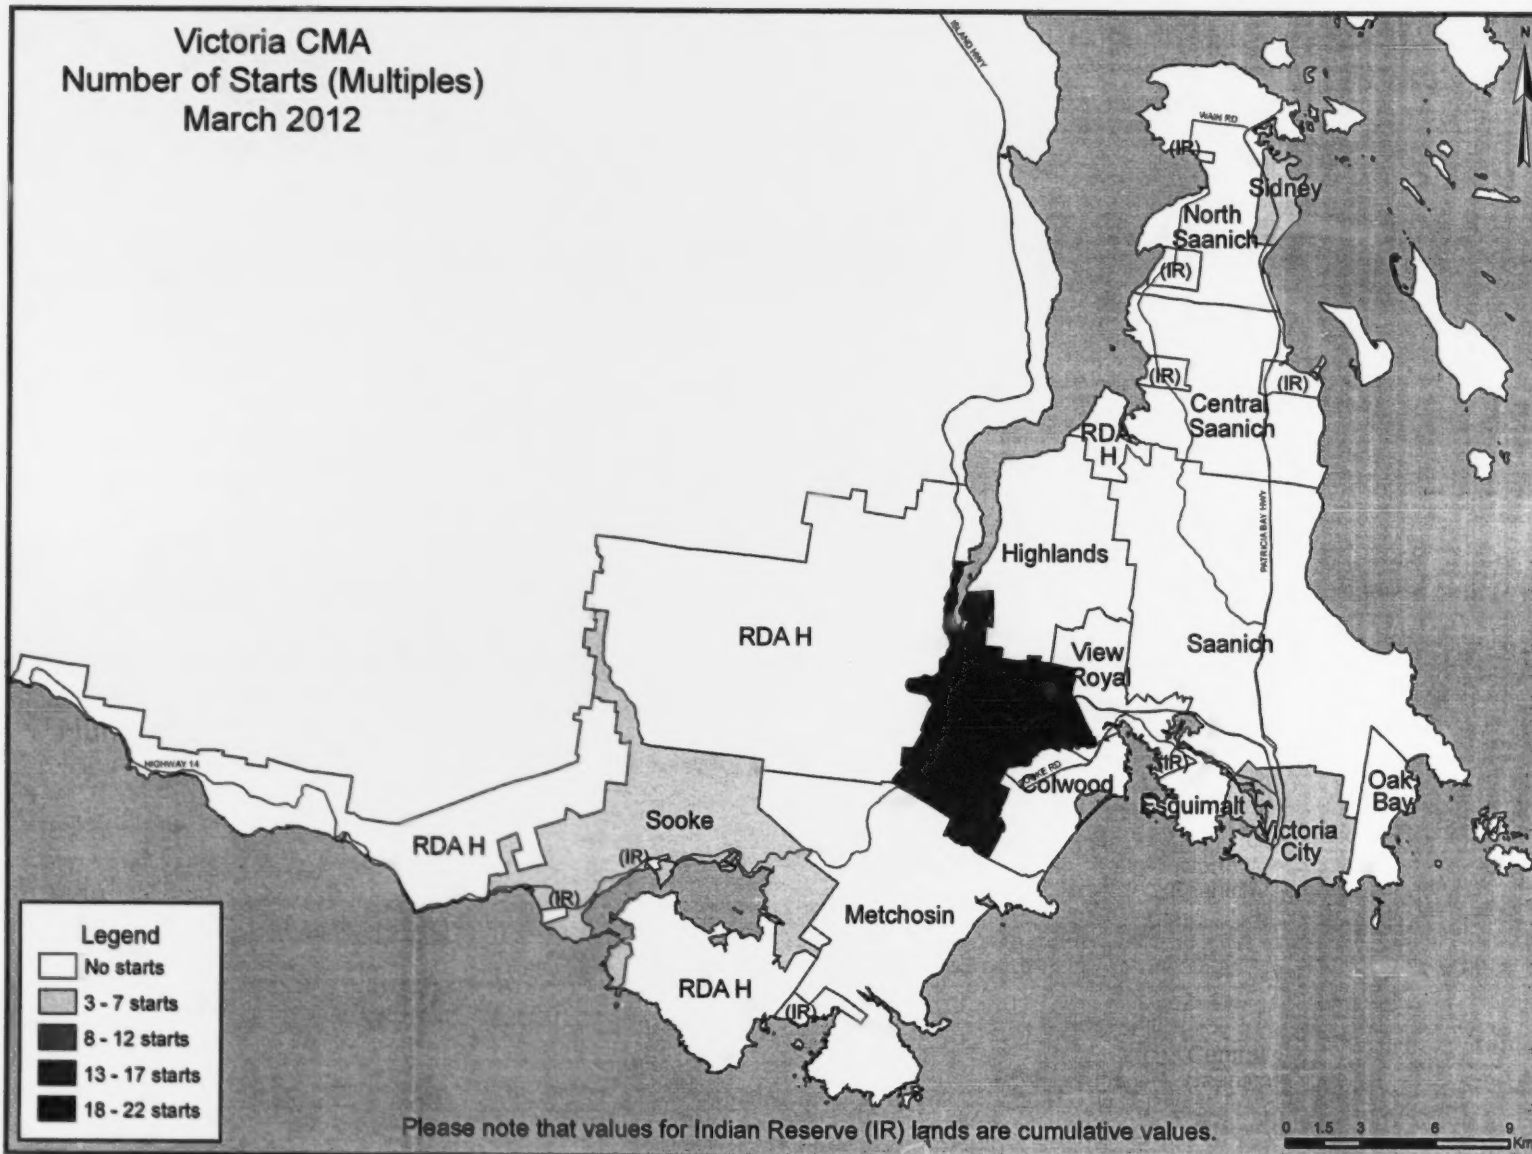 Victoria CMA
Number of Starts (Multiples)
March 2012
ISLAND HWY
N
WAIN RD
(IR)
Sidney
North
Saanich
(IR)
(IR)
(IR)
Central
Saanich
RDA
H
PATRICIA BAY HWY
Highlands
RDA H
View
Royal
Saanich
HIGHWAY 14
(IR)
Colwood
Oak
Bay
Esquimalt
Sooke
Victoria
City
RDA H
(IR)
(IR)
Metchosin
RDA H
(IR)
Legend
No starts
3 - 7 starts
8 - 12 starts
13 - 17 starts
18 - 22 starts
Please note that values for Indian Reserve (IR) lands are cumulative values.
0 1.5 3 6 9
Km